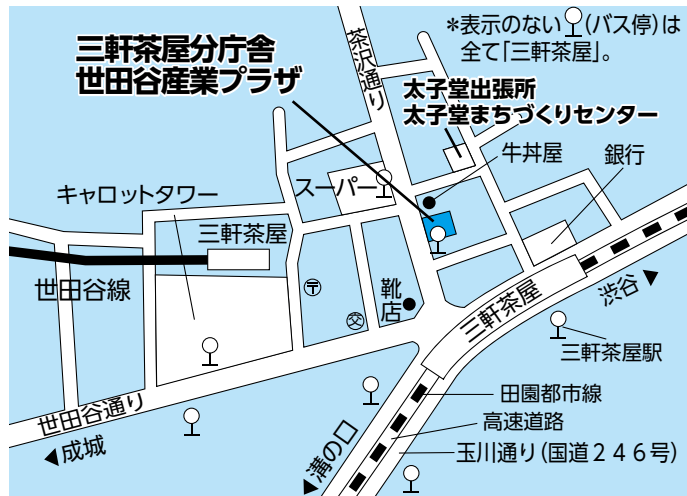 三軒茶屋分庁舎
世田谷産業プラザ
茶沢通り
*表示のない (バス停)は
全て「三軒茶屋」。
太子堂出張所
太子堂まちづくりセンター
牛丼屋
銀行
スーパー
キャロットタワー
三軒茶屋
世田谷線
〒
交
靴店
三軒茶屋
渋谷
三軒茶屋駅
世田谷通り
成城
溝の口
田園都市線
高速道路
玉川通り(国道246号)